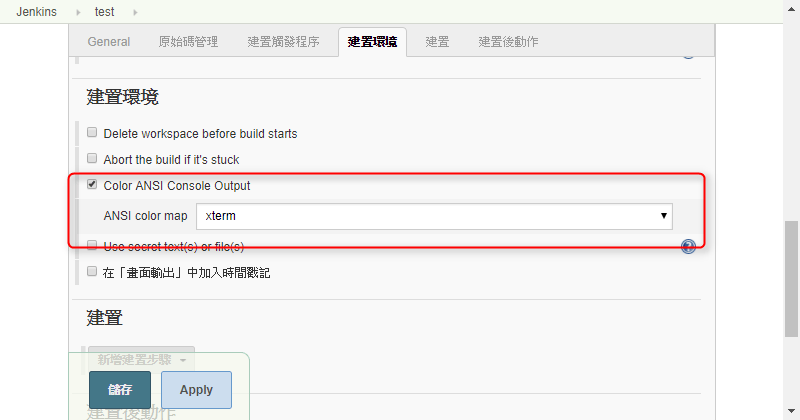 Jenkins test
General 原始碼管理 建置觸發程序 建置環境 建置 建置後動作
建置環境
Delete workspace before build starts
Abort the build if it's stuck
Color ANSI Console Output
ANSI color map xterm
Use secret text(s) or file(s)
在「畫面輸出」中加入時間戳記
建置
新增建置步驟
儲存 Apply
建置後動作